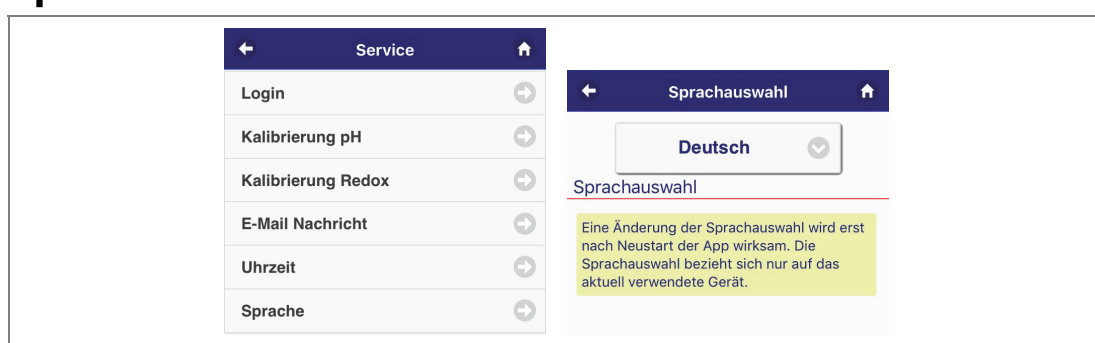 Service
Login
Kalibrierung pH
Kalibrierung Redox
E-Mail Nachricht
Uhrzeit
Sprache
Sprachauswahl
Deutsch
Sprachauswahl
Eine Änderung der Sprachauswahl wird erst
nach Neustart der App wirksam. Die
Sprachauswahl bezieht sich nur auf das
aktuell verwendete Gerät.